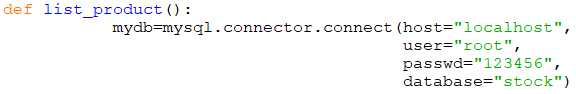 def list_product():
mydb=mysql.connector.connect(host="localhost",
user="root",
passwd="123456",
database="stock")